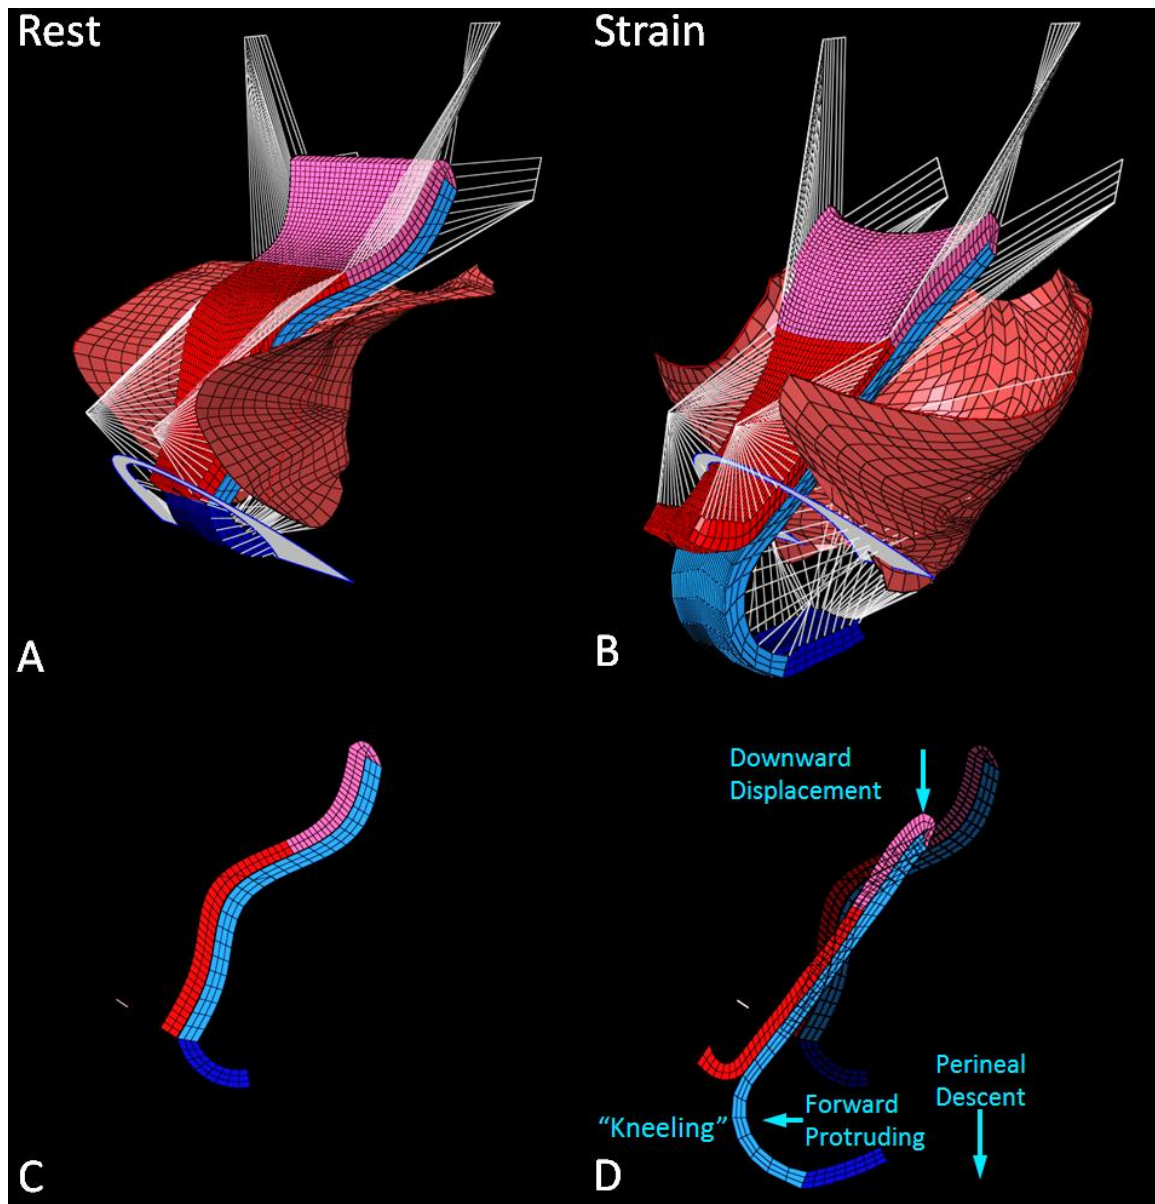 Rest
Strain
A
B
Downward
Displacement
Perineal
Descent
"Kneeling"
Forward
Protruding
C
D